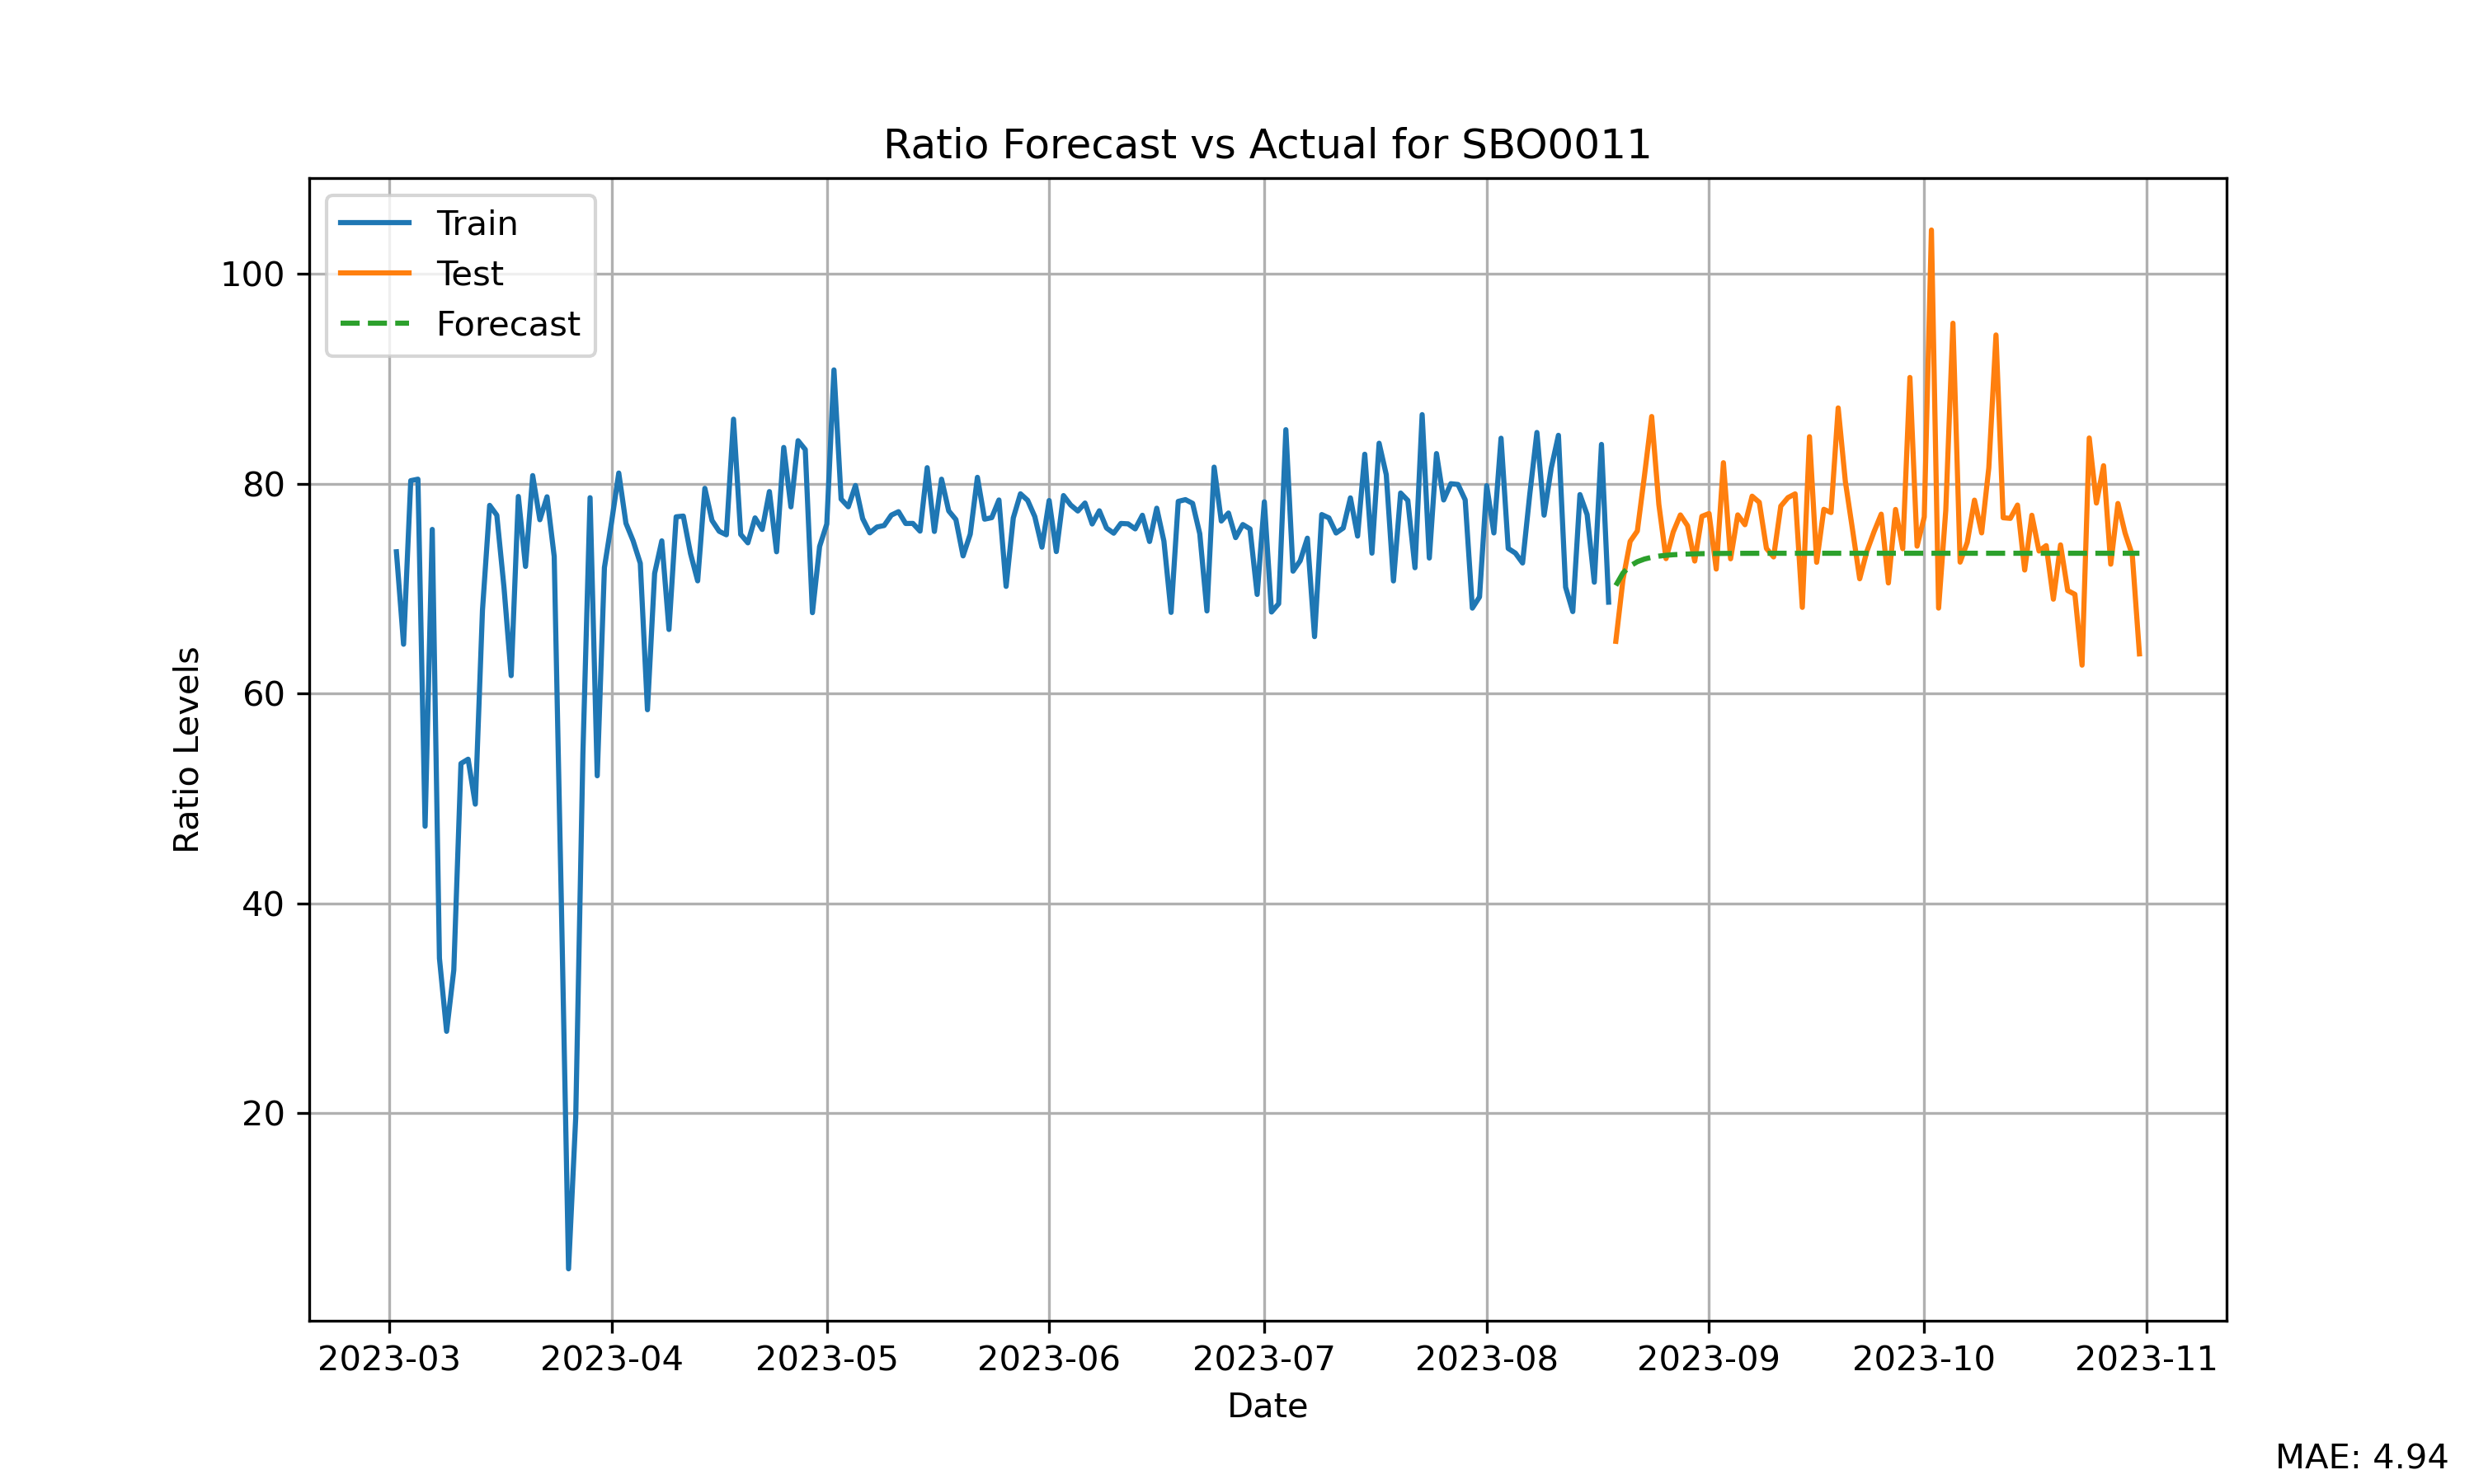 Ratio Forecast vs Actual for SBO0011
Train
Test
Forecast
100
80
60
40
20
Ratio Levels
2023-03 2023-04 2023-05 2023-06 2023-07 2023-08 2023-09 2023-10 2023-11
Date
MAE: 4.94